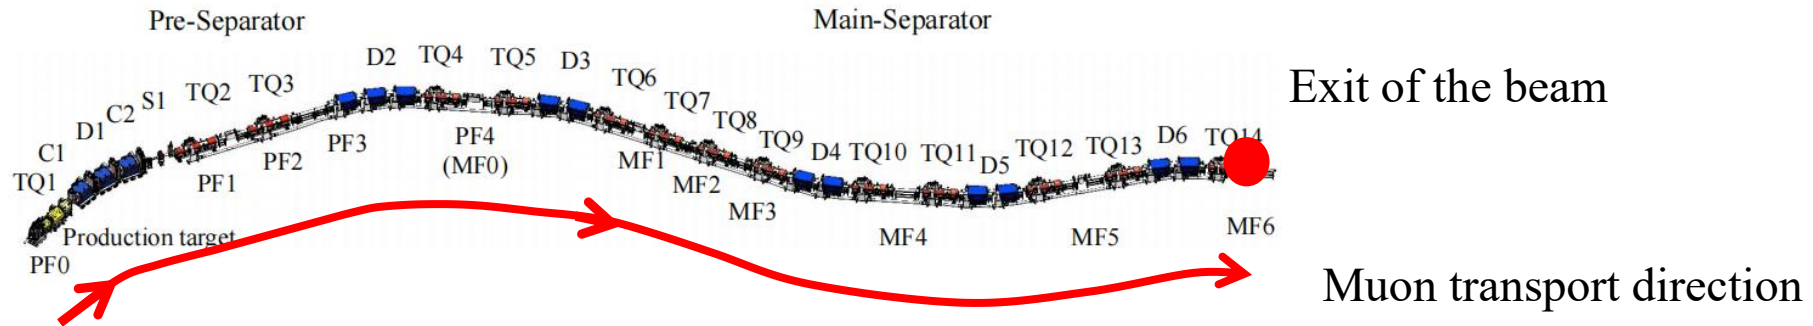 Pre-Separator
Main-Separator
D2 TQ4 TQ5 D3
TQ6
Exit of the beam
C1 D1 C2 S1 TQ2 TQ3
TQ7
TQ8
TQ9
D4 TQ10 TQ11 D5 TQ12 TQ13 D6 TQ14
TQ1
PF1 PF2 PF3 PF4
(MF0)
MF1
MF2
MF3
MF4 MF5 MF6
Production target
PF0
Muon transport direction